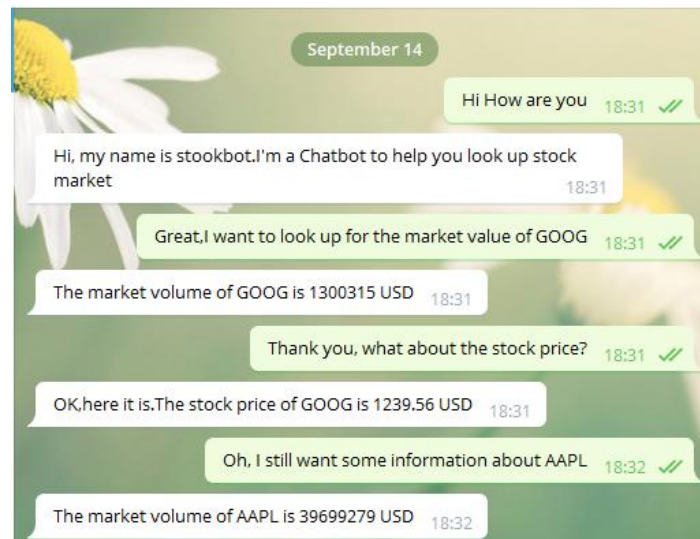 September 14
Hi How are you 18:31
Hi, my name is stookbot.I'm a Chatbot to help you look up stock
market 18:31
Great,I want to look up for the market value of GOOG 18:31
The market volume of GOOG is 1300315 USD 18:31
Thank you, what about the stock price? 18:31
OK,here it is.The stock price of GOOG is 1239.56 USD 18:31
Oh, I still want some information about AAPL 18:32
The market volume of AAPL is 39699279 USD 18:32